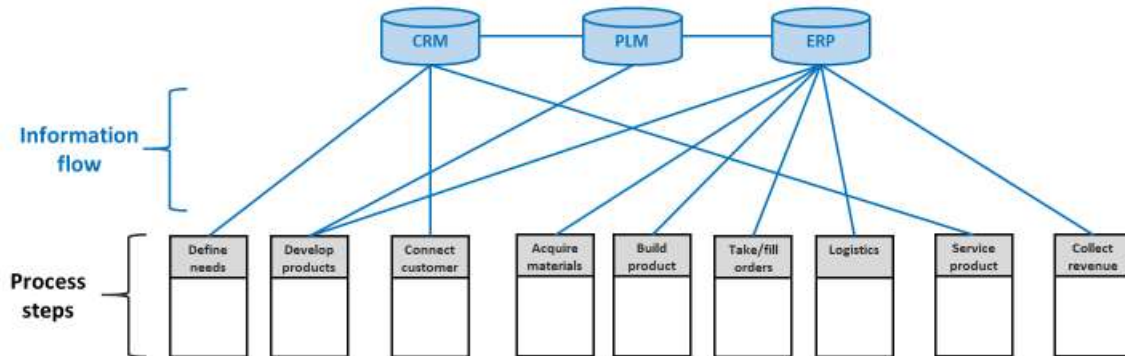 CRM
PLM
ERP
Information
flow
Define
needs
Develop
products
Connect
customer
Acquire
materials
Build
product
Take/fill
orders
Logistics
Service
product
Collect
revenue
Process
steps